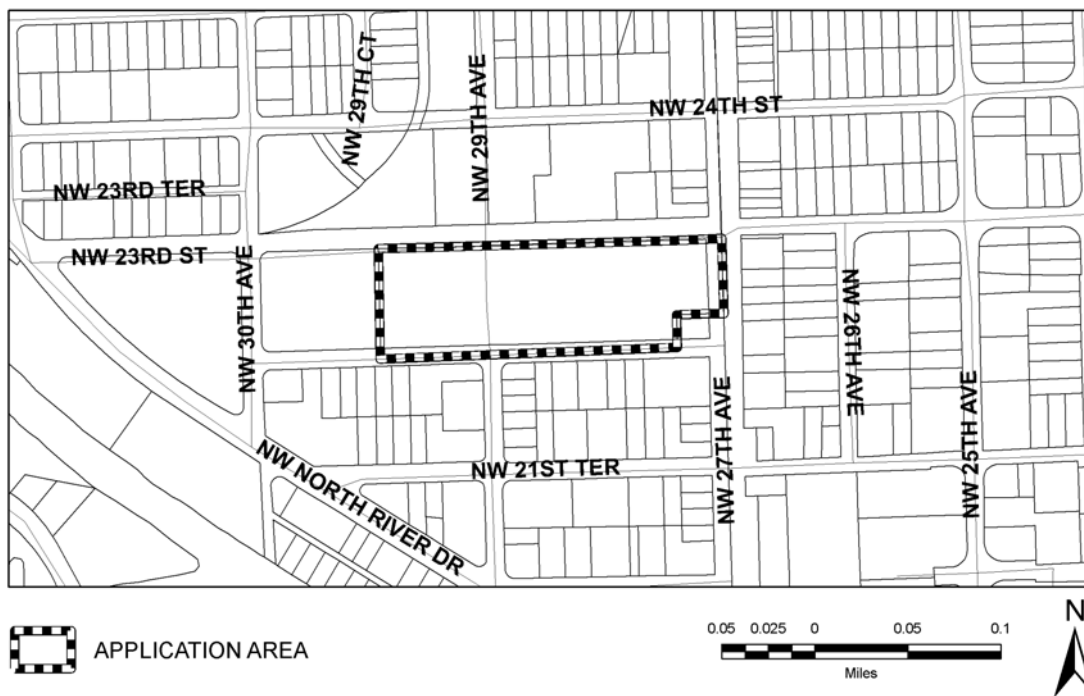 NW 29TH CT
NW 29TH AVE
NW 24TH ST
NW 23RD TER
NW 23RD ST
NW 30TH AVE
NW 26TH AVE
NW 27TH AVE
NW 25TH AVE
NW NORTH RIVER DR
NW 21ST TER
APPLICATION AREA
0.05 0.025 0 0.05 0.1
Miles
N